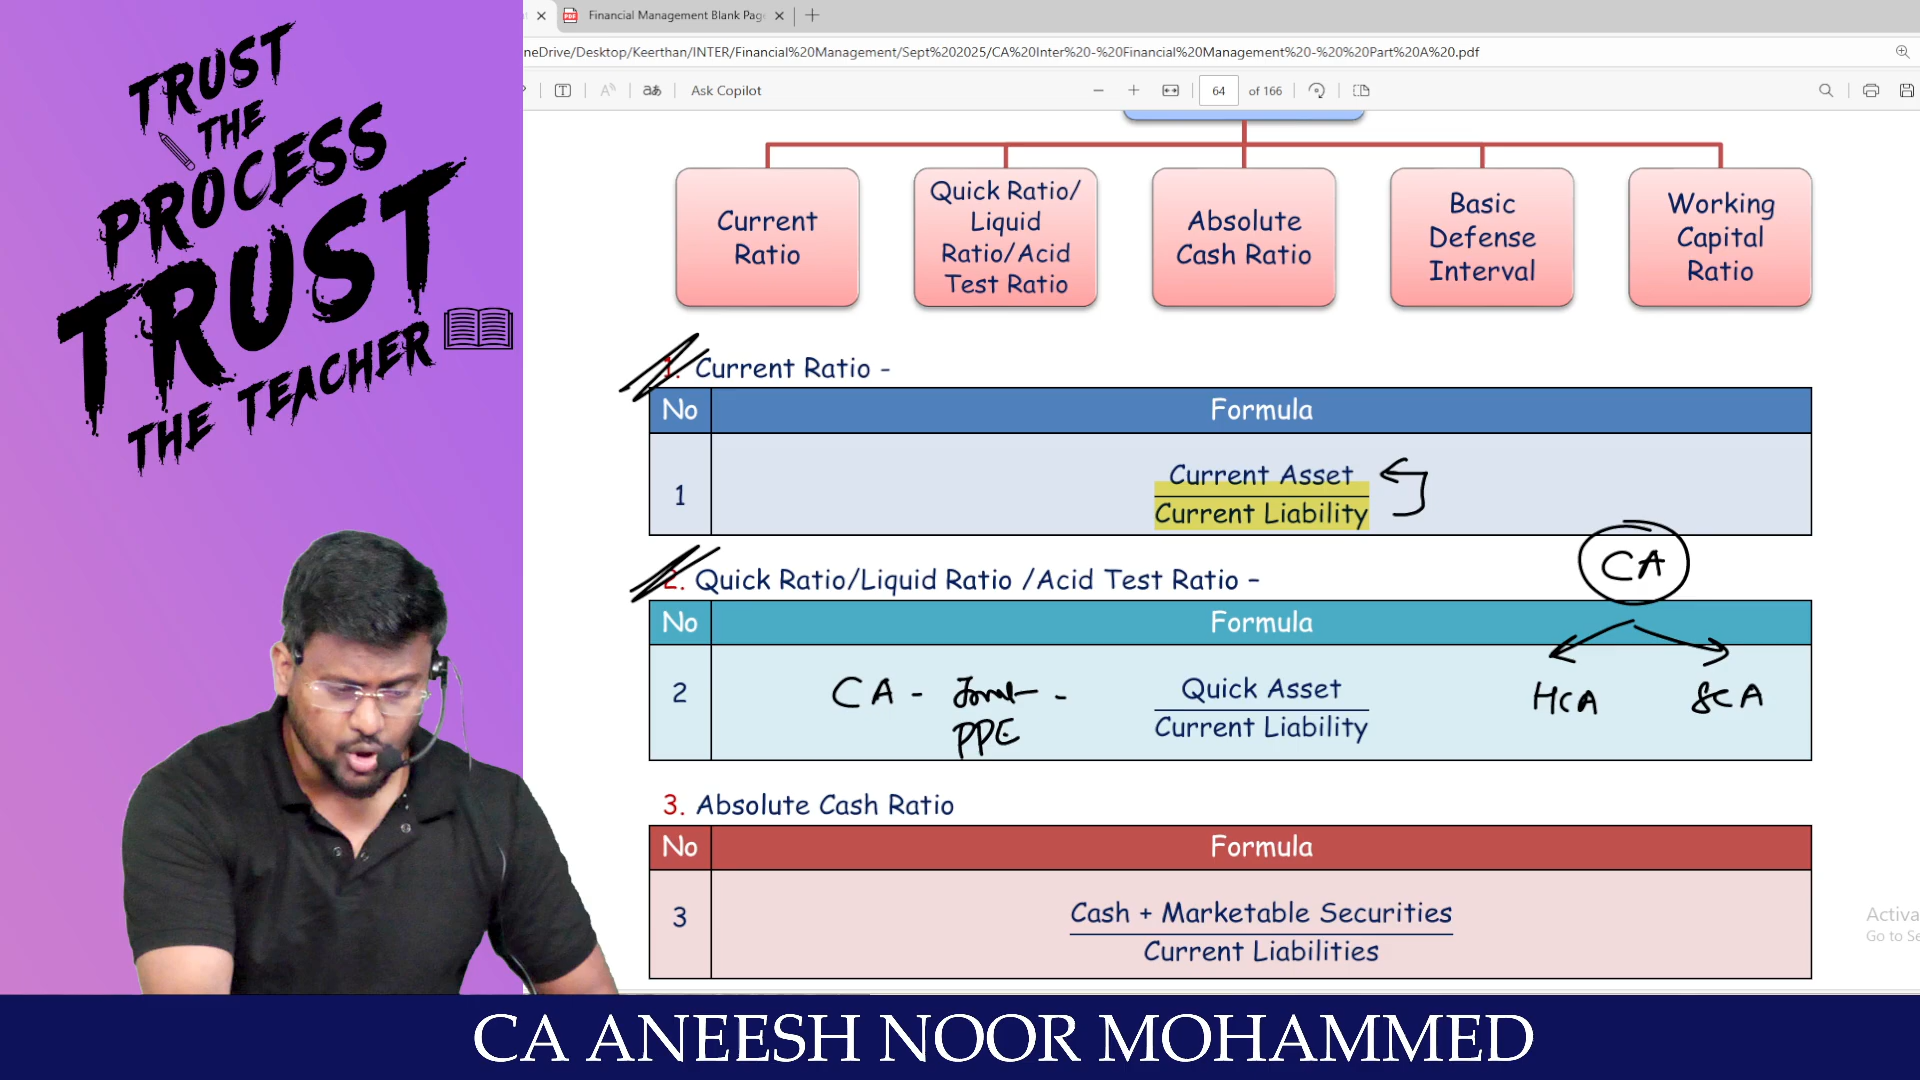 TRUST
THE
PROCESS
TRUST
THE TEACHER
Financial Management Blank Pag
neDrive/Desktop/Keerthan/INTER/Financial%20Management/Sept%202025/CA%20Inter%20-%20Financial%20Management%20-%20%20Part%20A%20.pdf
Ask Copilot
64 of 166
Current
Ratio
Quick Ratio/
Liquid
Ratio/Acid
Test Ratio
Absolute
Cash Ratio
Basic
Defense
Interval
Working
Capital
Ratio
1. Current Ratio -
No Formula
1
Current Asset
Current Liability
CA
2. Quick Ratio/Liquid Ratio /Acid Test Ratio –
No Formula
2
CA - -
PPE
Quick Asset
Current Liability
HCA SCA
3. Absolute Cash Ratio
No Formula
3
Cash + Marketable Securities
Current Liabilities
Activa
Go to Se
CA ANEESH NOOR MOHAMMED